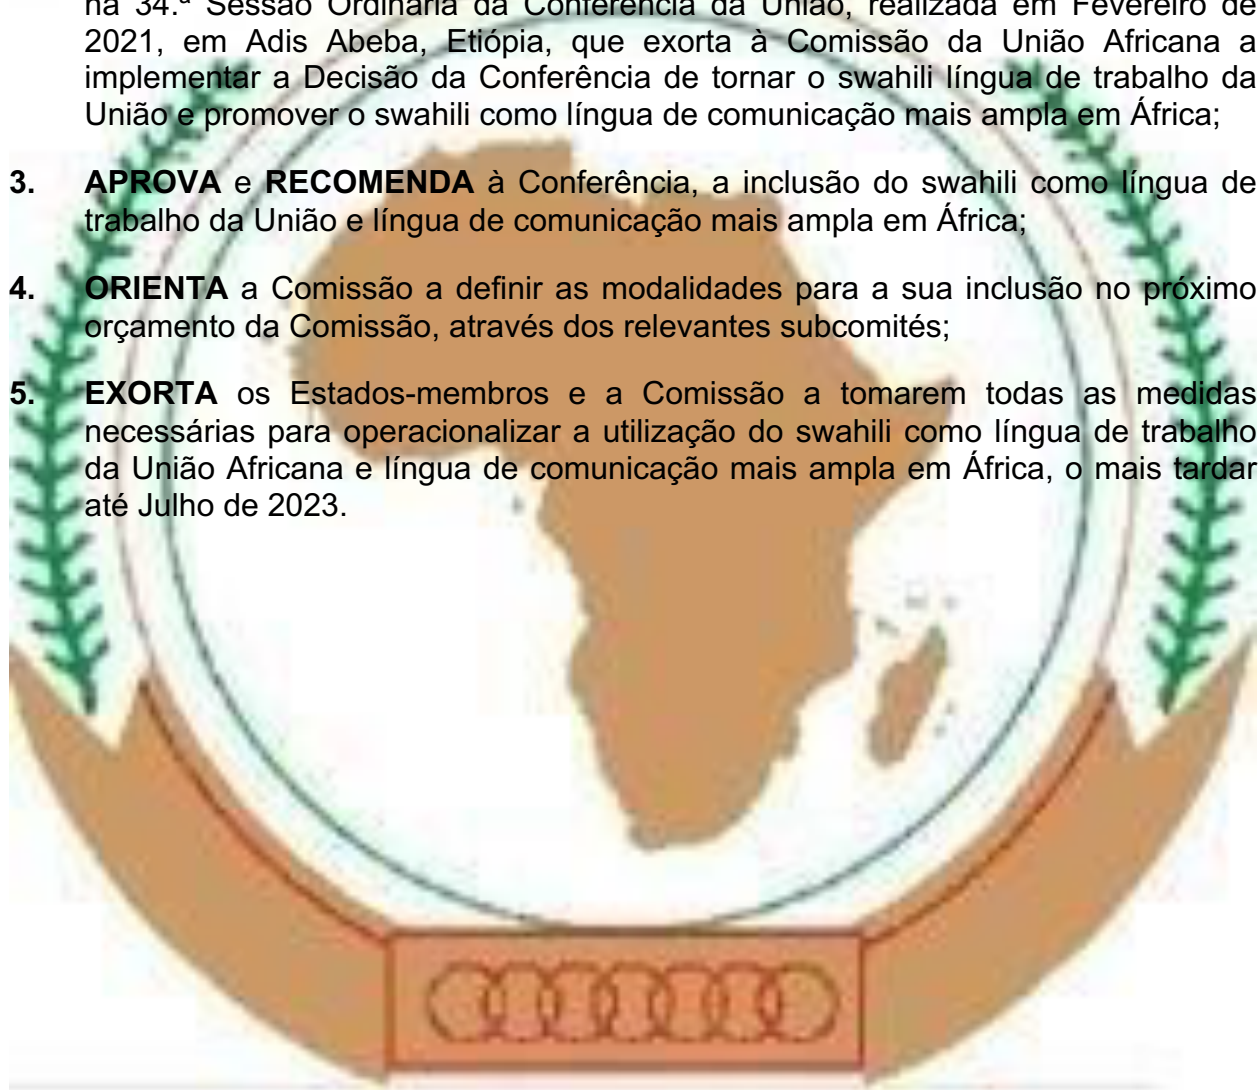 na 34.ª Sessão Ordinária da Conferência da União, realizada em Fevereiro de
2021, em Adis Abeba, Etiópia, que exorta à Comissão da União Africana a
implementar a Decisão da Conferência de tornar o swahili língua de trabalho da
União e promover o swahili como língua de comunicação mais ampla em África;
3. APROVA e RECOMENDA à Conferência, a inclusão do swahili como língua de
trabalho da União e língua de comunicação mais ampla em África;
4. ORIENTA a Comissão a definir as modalidades para a sua inclusão no próximo
orçamento da Comissão, através dos relevantes subcomités;
5. EXORTA os Estados-membros e a Comissão a tomarem todas as medidas
necessárias para operacionalizar a utilização do swahili como língua de trabalho
da União Africana e língua de comunicação mais ampla em África, o mais tardar
até Julho de 2023.